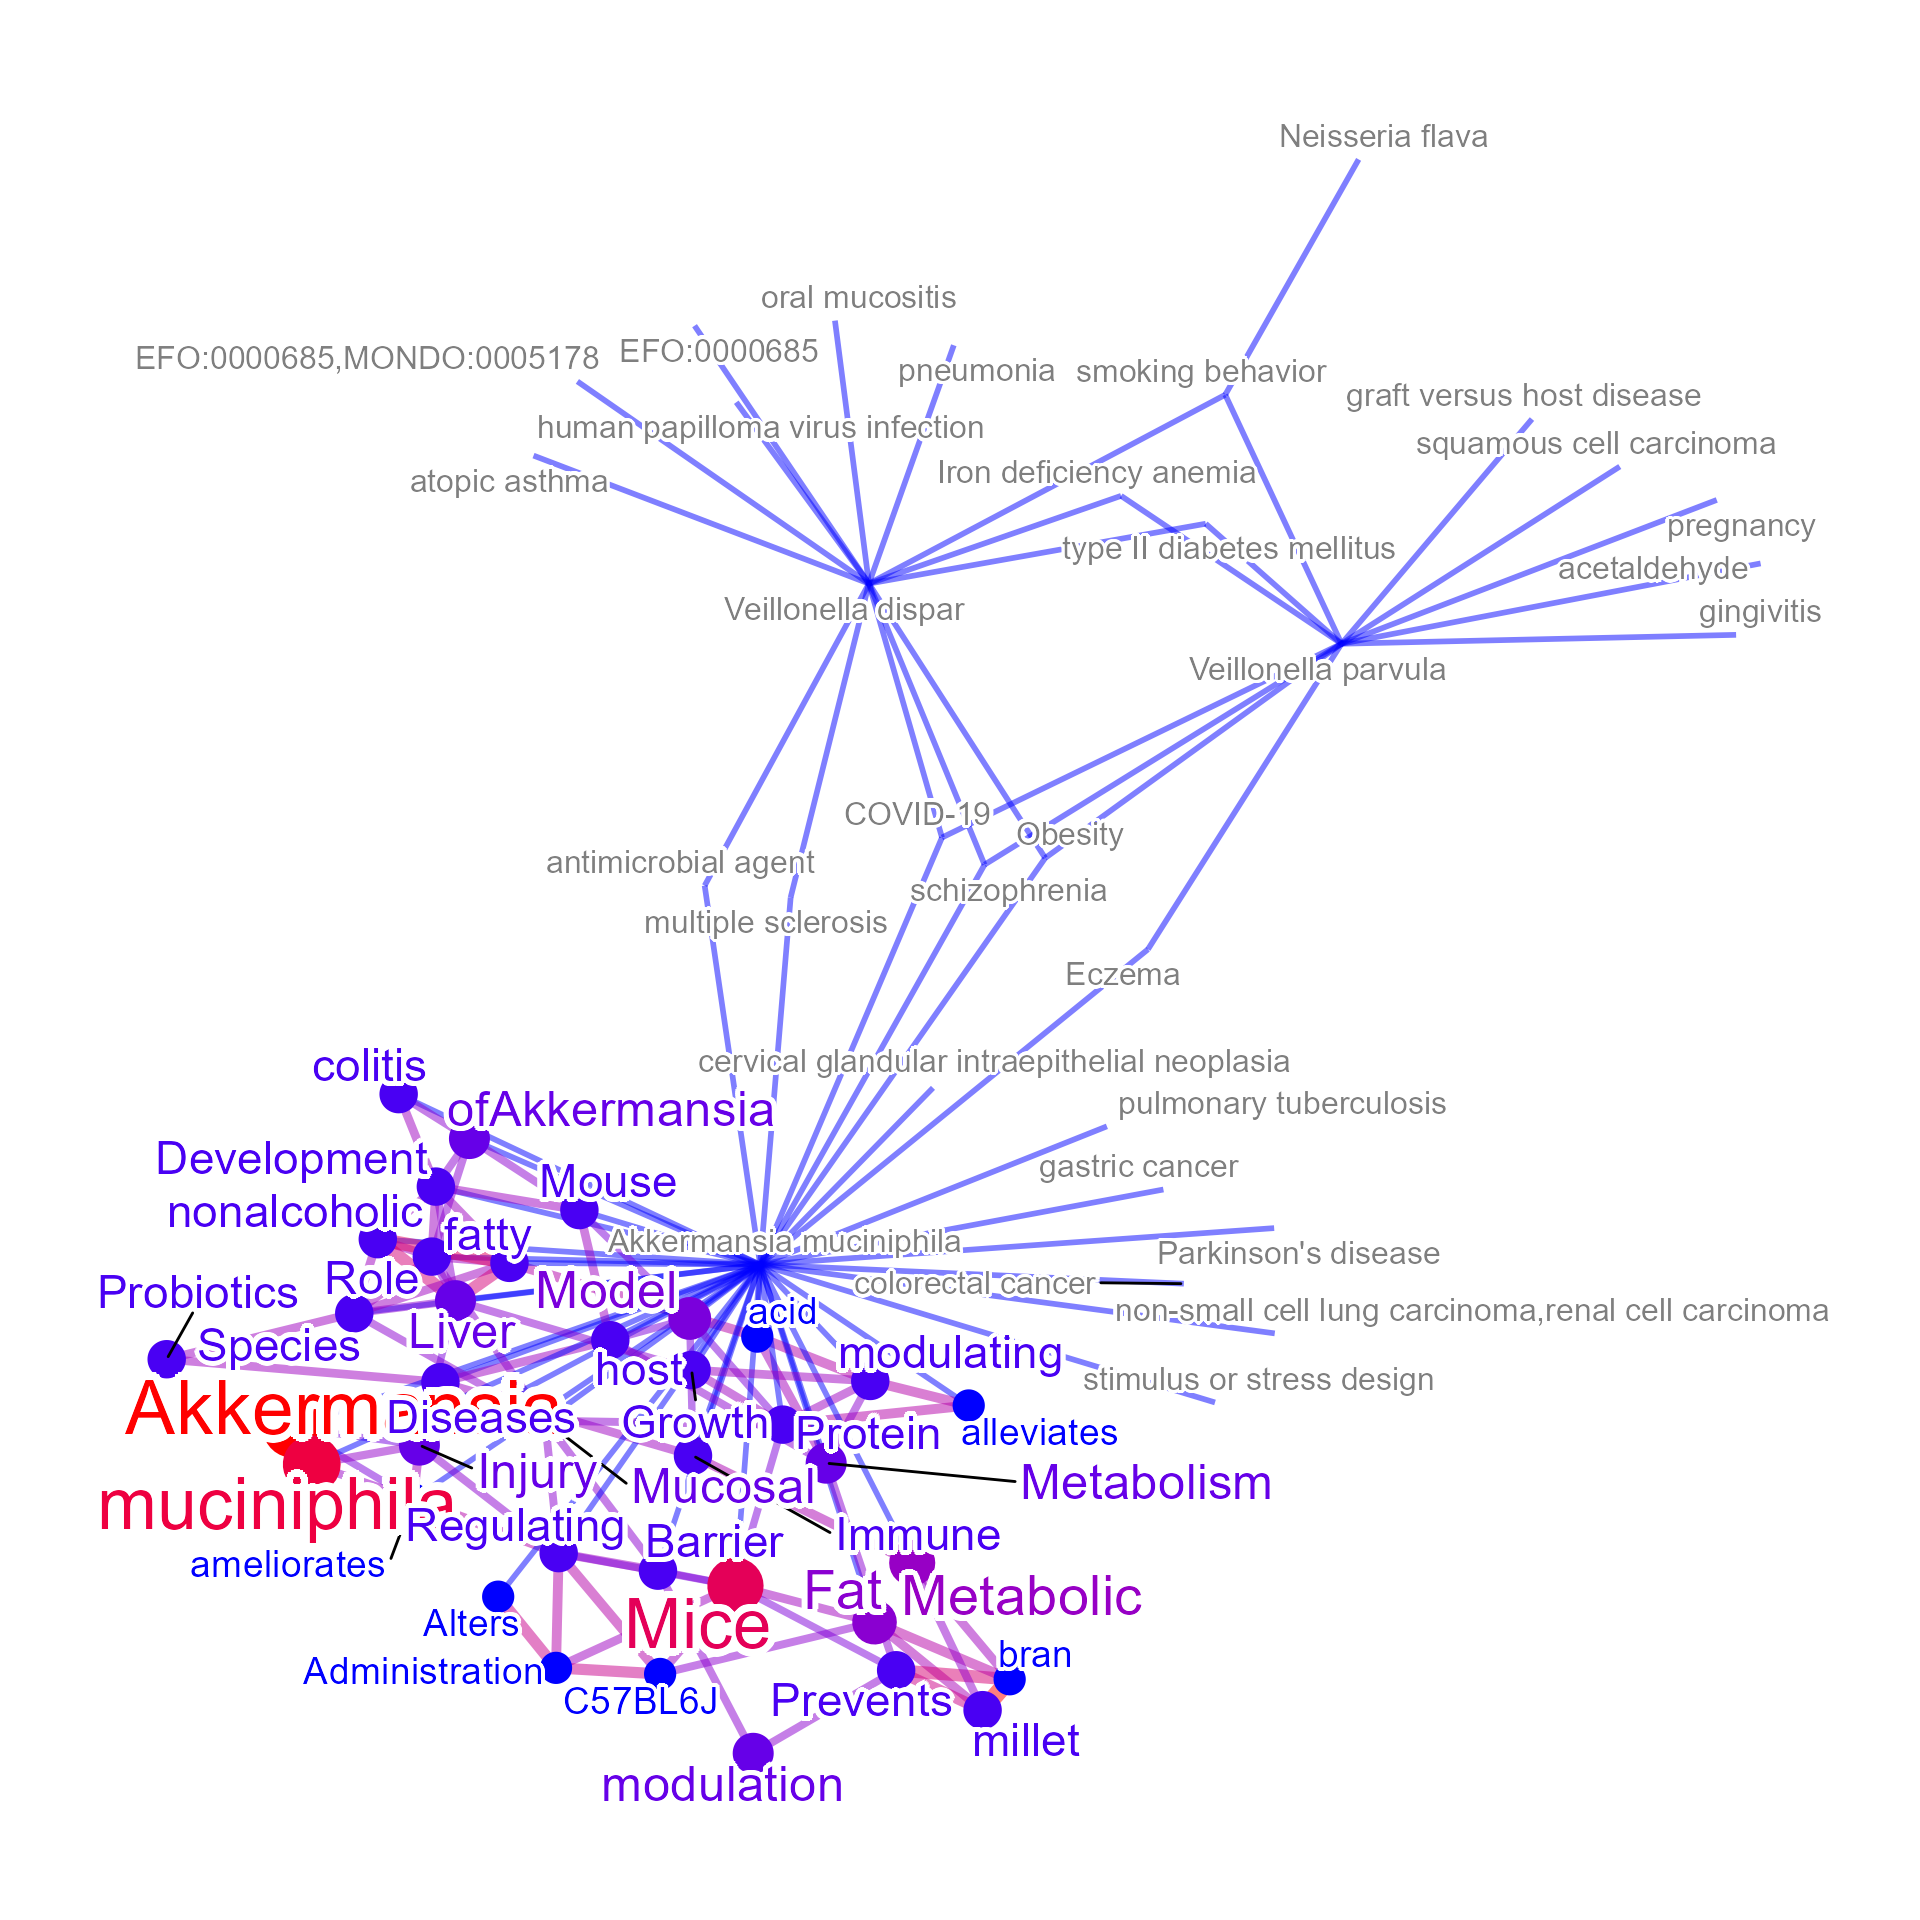 Neisseria flava
oral mucositis
EFO:0000685,MONDO:0005178
EFO:0000685
pneumonia
smoking behavior
graft versus host disease
human papilloma virus infection
squamous cell carcinoma
atopic asthma
Iron deficiency anemia
pregnancy
type II diabetes mellitus
acetaldehyde
Veillonella dispar
gingivitis
Veillonella parvula
COVID-19
Obesity
antimicrobial agent
schizophrenia
multiple sclerosis
Eczema
cervical glandular intraepithelial neoplasia
colitis
ofAkkermansia
pulmonary tuberculosis
Development
Mouse
gastric cancer
nonalcoholic
fatty
Akkermansia muciniphila
Parkinson's disease
Probiotics
Role
Model
colorectal cancer
acid
non-small cell lung carcinoma,renal cell carcinoma
Species
Liver
host
modulating
stimulus or stress design
Akkermansia
Diseases
Growth
Protein
alleviates
Injury
Mucosal
Metabolism
muciniphila
Regulating
Barrier
Immune
ameliorates
Alters
Mice
Fat
Metabolic
Administration
bran
C57BL6J
Prevents
millet
modulation